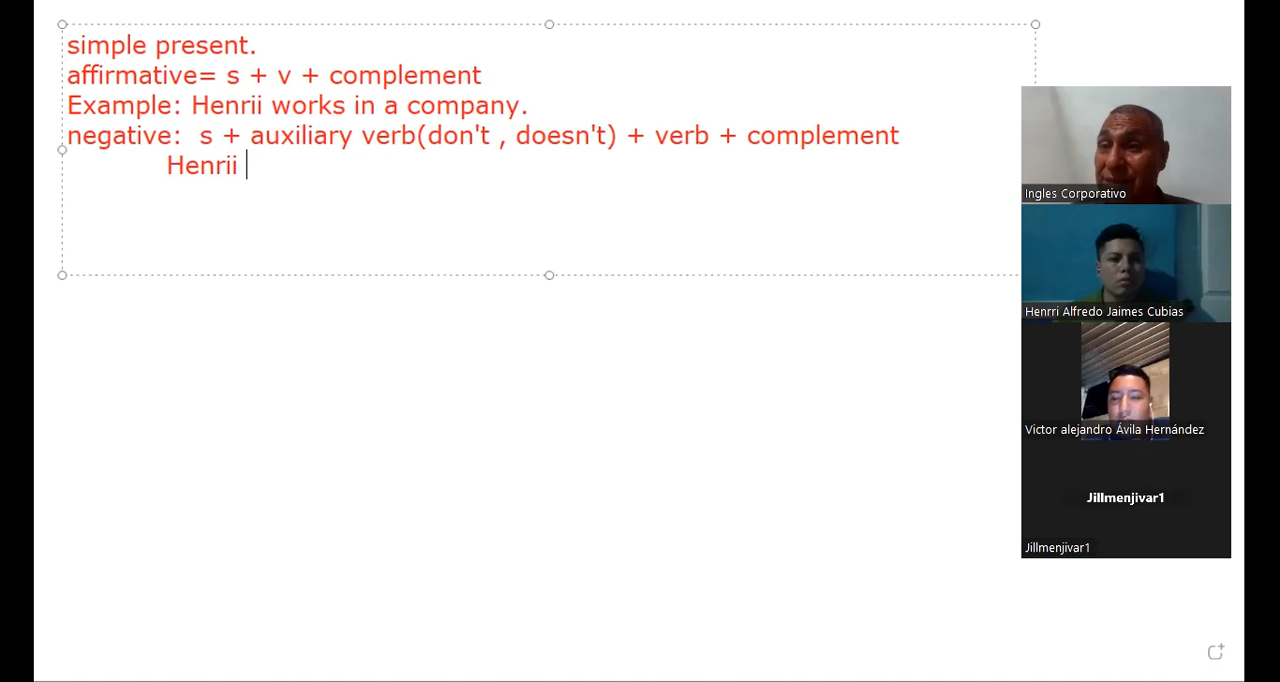 simple present.
affirmative= s + v + complement
Example: Henrii works in a company.
negative: s + auxiliary verb(don't , doesn't) + verb + complement
Henrii
Ingles Corporativo
Henrri Alfredo Jaimes Cubias
Victor alejandro Ávila Hernández
Jillmenjivar1
Jillmenjivar1